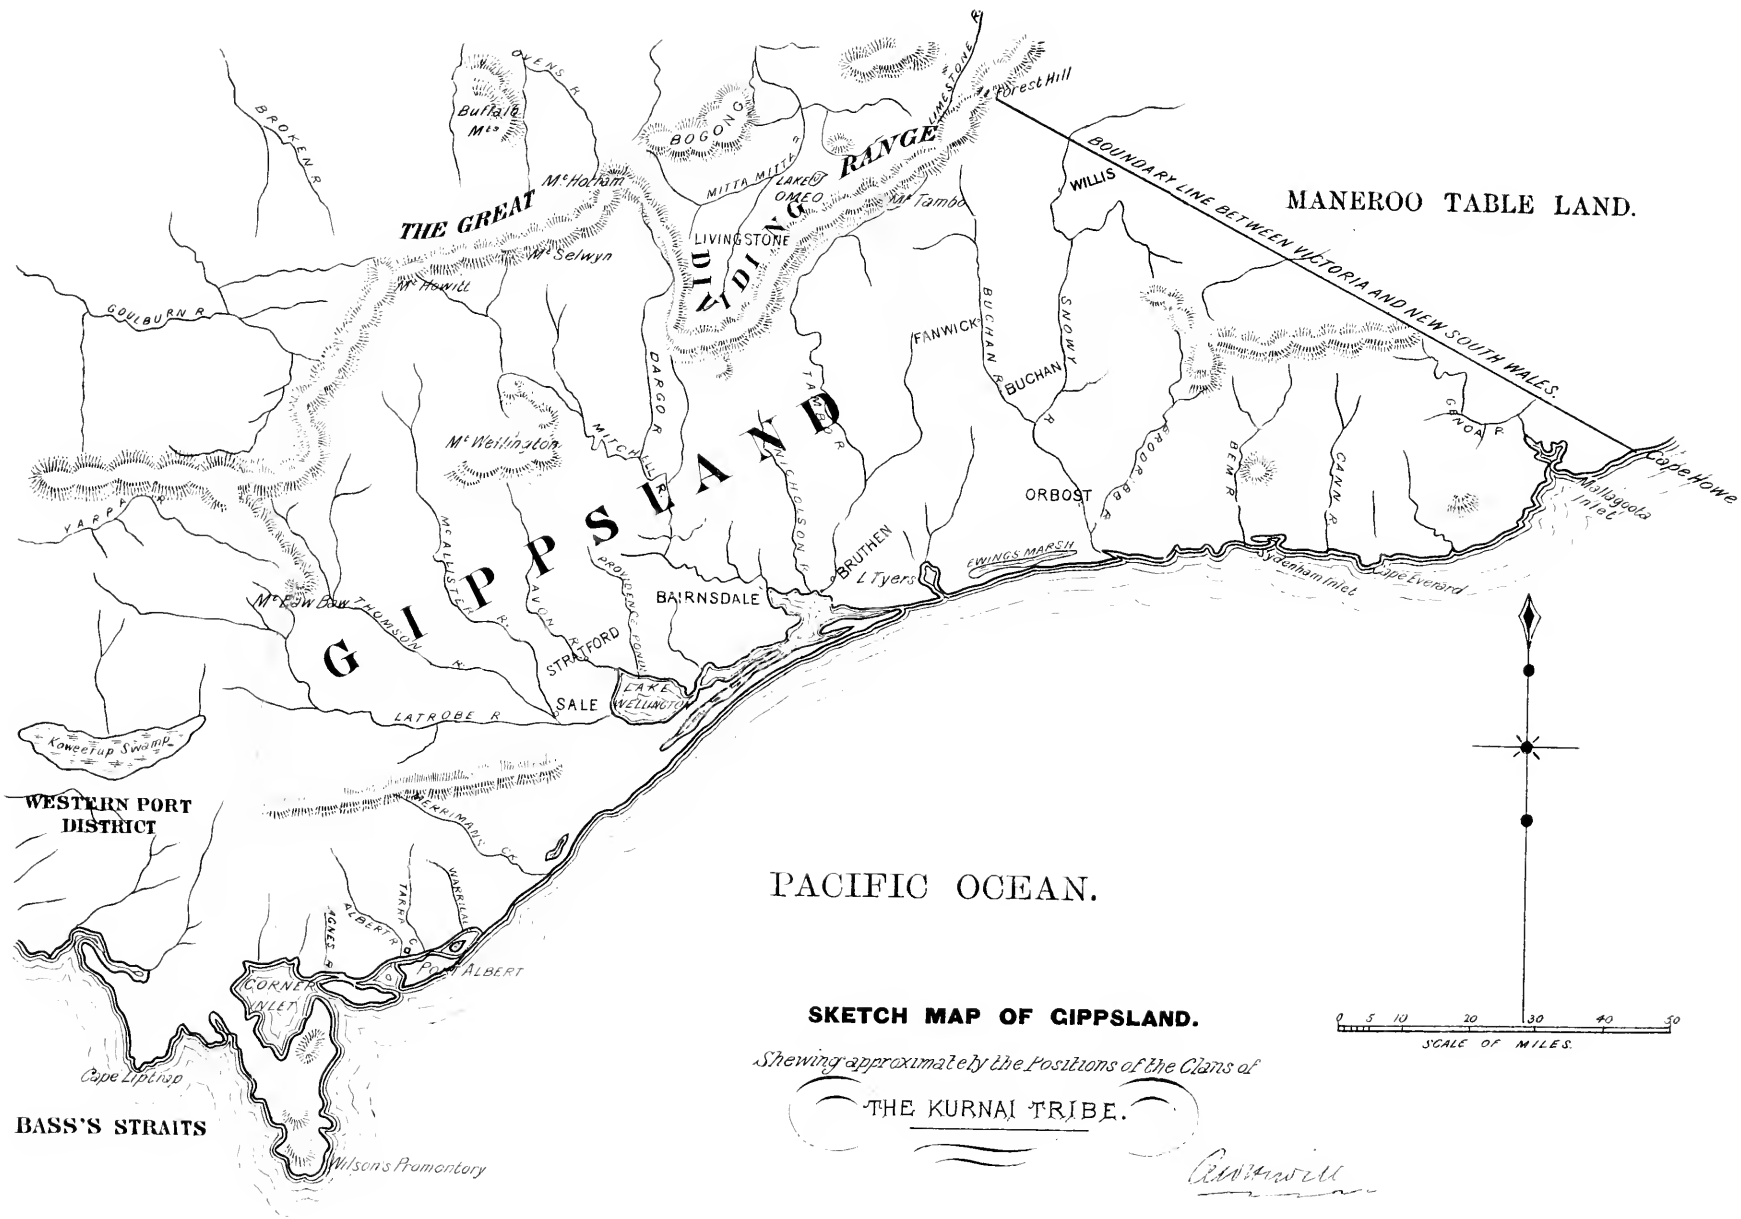 BROKEN R
OVENS R
Buffalo
Mts
BOGONG
LIMESTONE R
Forest Hill
THE GREAT
DIVIDING
RANGE
Mt Hotham
MITTA MITTA R
LAKE
OMEO
Mt Tambo
LIVINGSTONE
Mt Selwyn
Mt Howitt
GOULBURN R
WILLIS
BOUNDARY LINE BETWEEN VICTORIA AND NEW SOUTH WALES.
MANEROO TABLE LAND.
FANWICK
BUCHAN R
BUCHAN
SNOWY R
DARGO R
TAMBOR R
Mt Wellington
MITCHELL R.
NICHOLSON R
GIPPSLAND
BRODRIBB R
BEM R
CANN R
GENOA R
Cape Howe
Mallagoota
Inlet
ORBOST
YARRA R
McALLISTER R.
AVON R
PROVIDENCE PONDS
BRUTHEN
L Tyers
EWINGS MARSH
Sydenham Inlet
Cape Everard
Mt Baw Baw
THOMSON R
BAIRNSDALE
STRATFORD
LAKE
WELLINGTON
SALE
LATROBE R
Koweerup Swamp
WESTERN PORT
DISTRICT
MERRIMANS CK
AGNES R
ALBERT R
TARRA
WARRIGAL
CORNER
INLET
PORT ALBERT
Cape Liptrap
BASS'S STRAITS
Wilson's Promontory
PACIFIC OCEAN.
SKETCH MAP OF GIPPSLAND.
Shewing approximately the Positions of the Clans of
THE KURNAI TRIBE.
0 5 10 20 30 40 50
SCALE OF MILES.